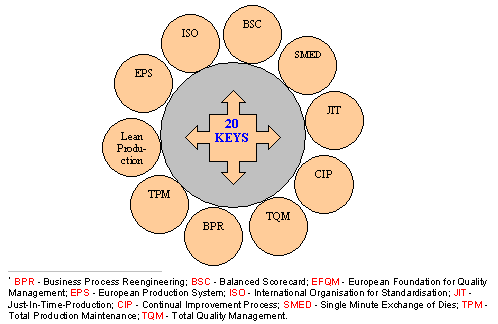 BSC
ISO
SMED
EPS
JIT
20
KEYS
Lean
Produ-
ction
CIP
TPM
TQM
BPR
* BPR - Business Process Reengineering; BSC - Balanced Scorecard; EFQM - European Foundation for Quality
Management; EPS - European Production System; ISO - International Organisation for Standardisation; JIT -
Just-In-Time-Production; CIP - Continual Improvement Process; SMED - Single Minute Exchange of Dies; TPM -
Total Production Maintenance; TQM - Total Quality Management.